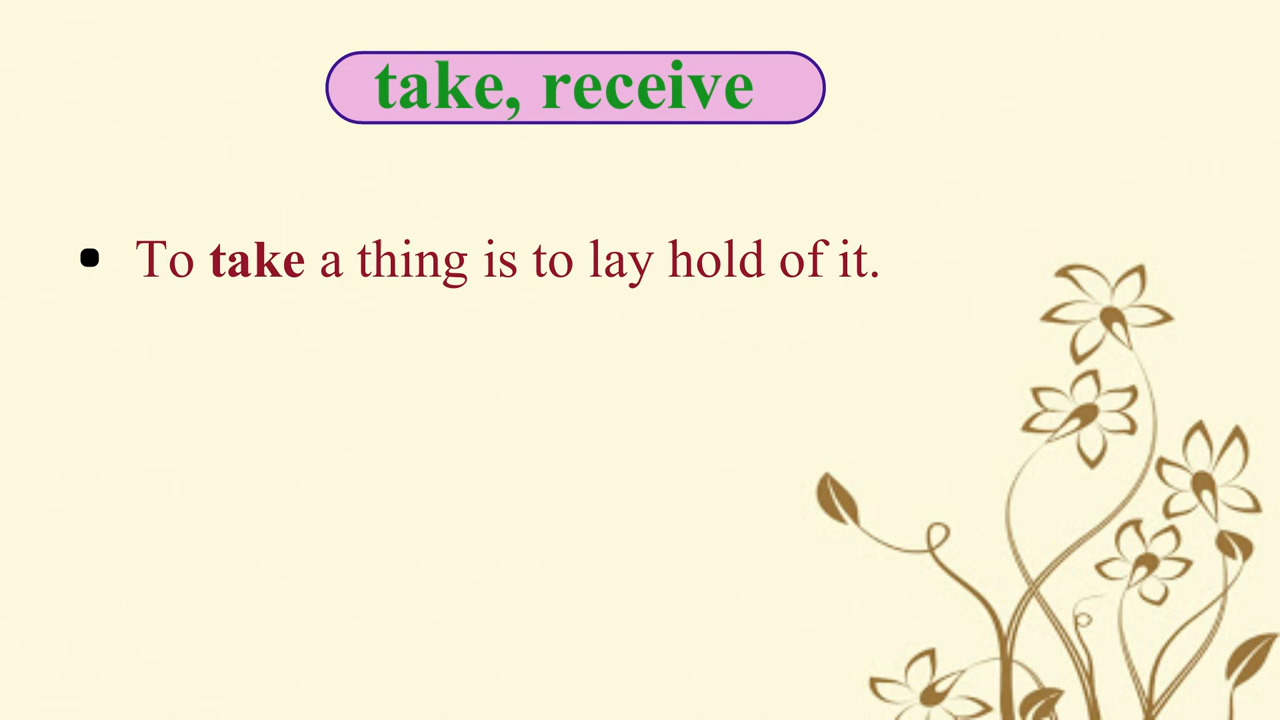 take, receive
To take a thing is to lay hold of it.